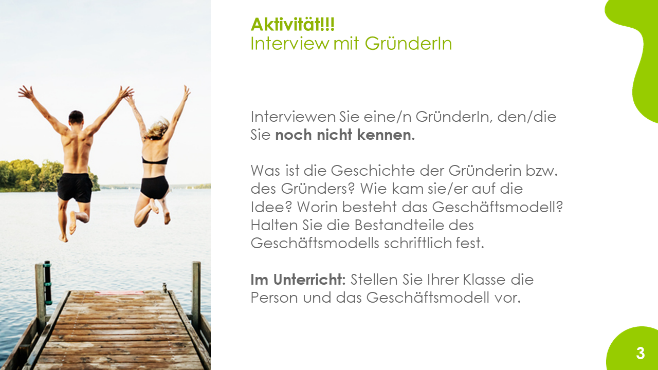 Aktivität!!!
Interview mit GründerIn
Interviewen Sie eine/n GründerIn, den/die
Sie noch nicht kennen.
Was ist die Geschichte der Gründerin bzw.
des Gründers? Wie kam sie/er auf die
Idee? Worin besteht das Geschäftsmodell?
Halten Sie die Bestandteile des
Geschäftsmodells schriftlich fest.
Im Unterricht: Stellen Sie Ihrer Klasse die
Person und das Geschäftsmodell vor.
3